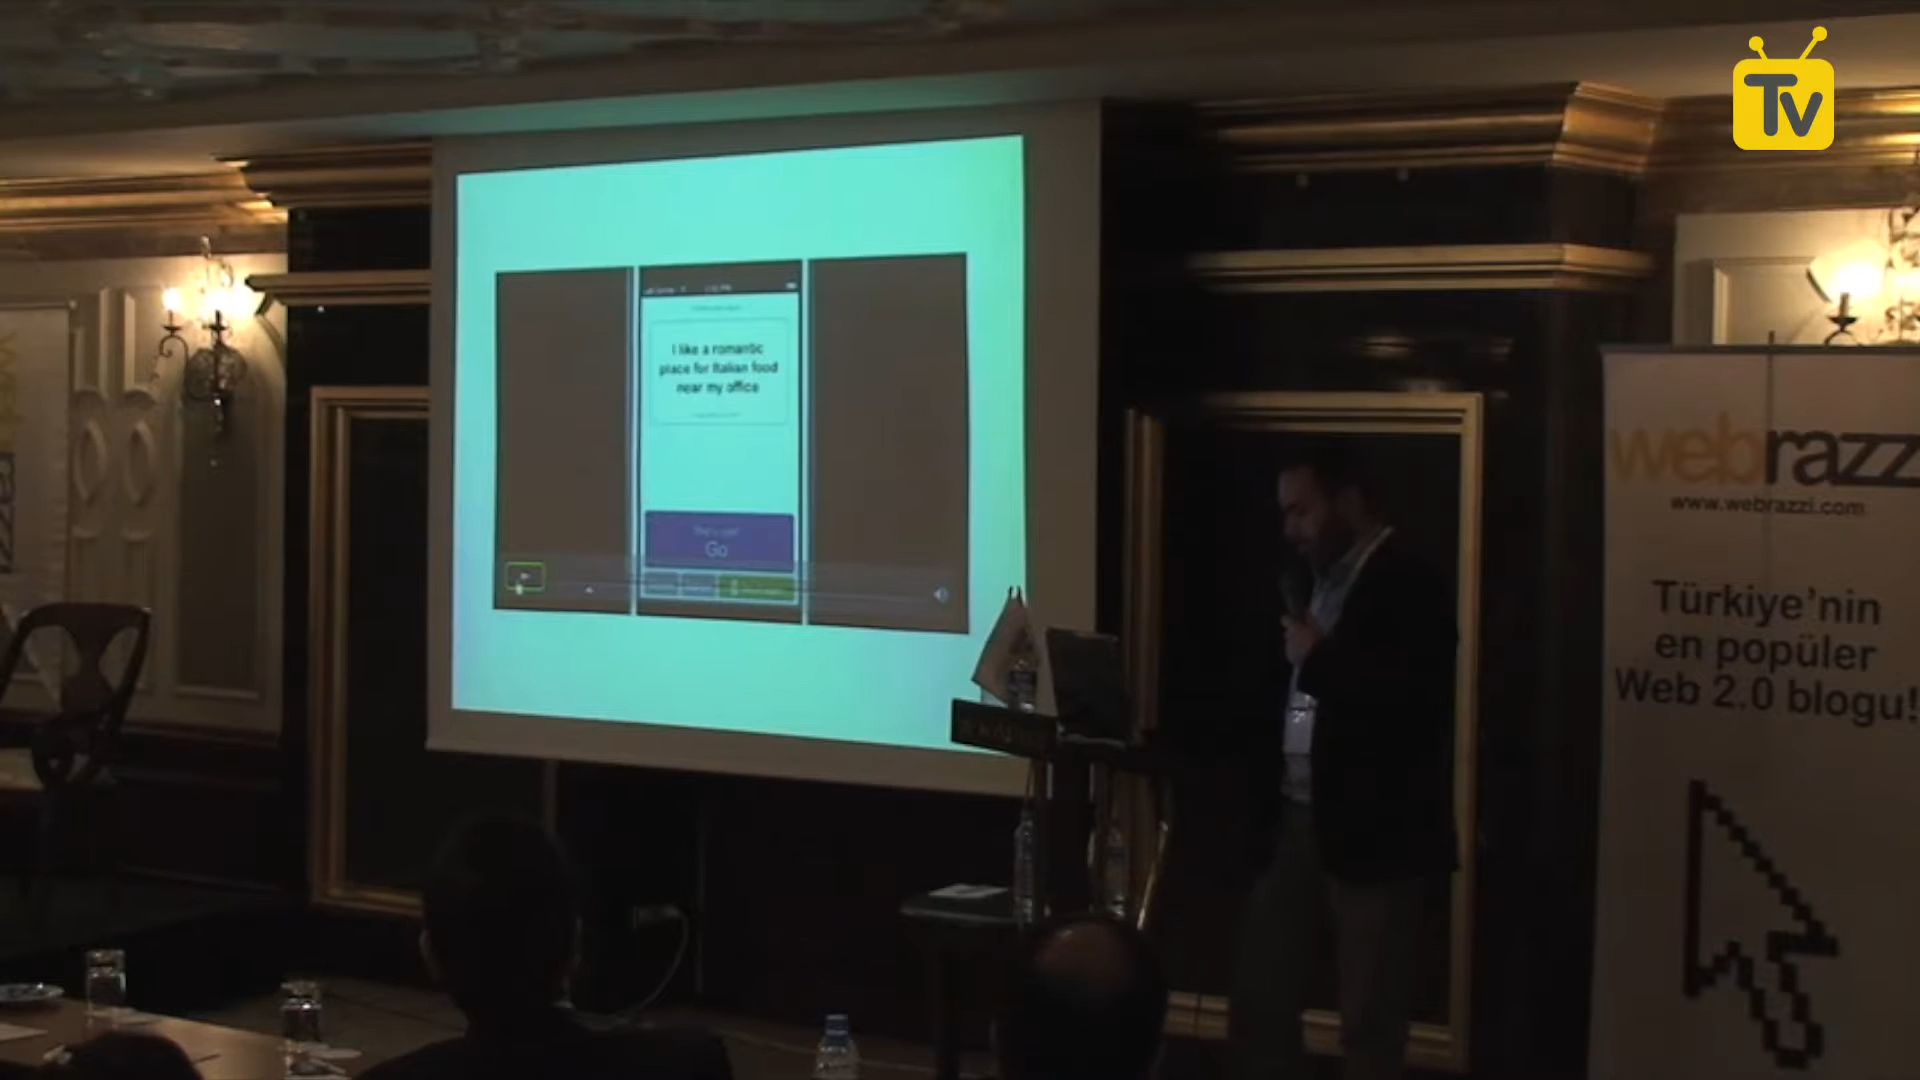 Tv
I like a romantic
place for Italian food
near my office
Go
webrazz
www.webrazzi.com
Türkiye'nin
en popüler
Web 2.0 blogu!